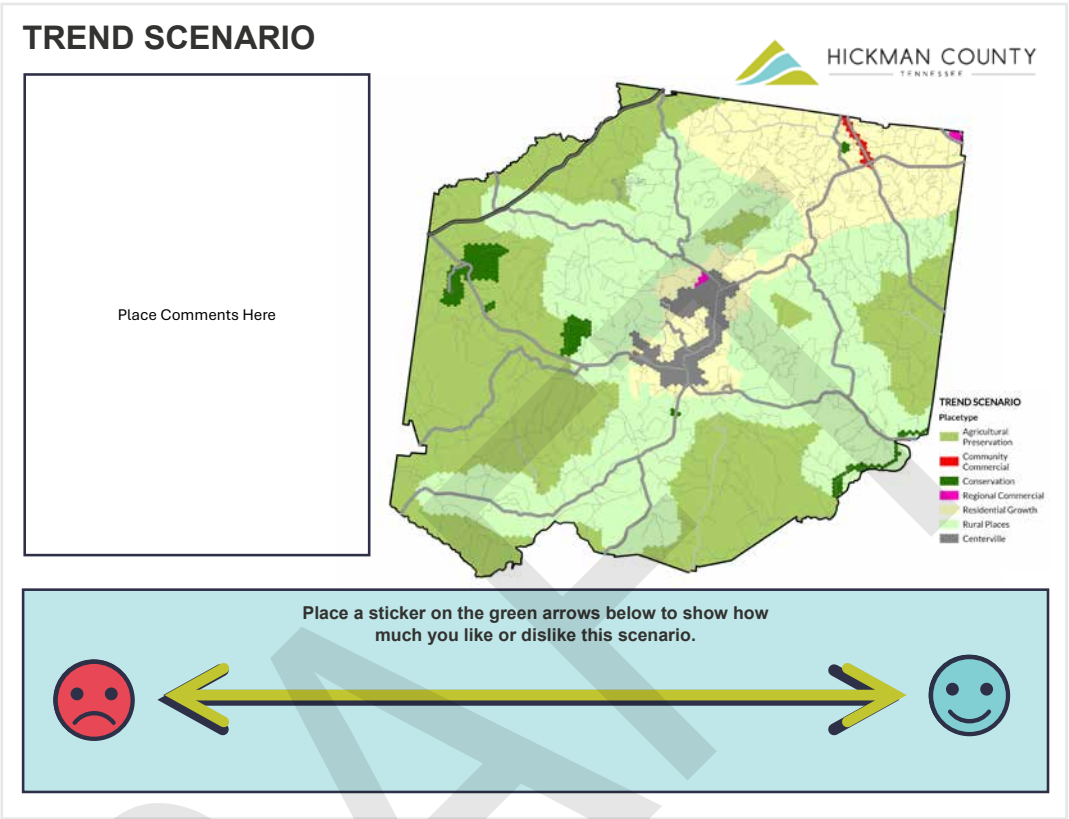 TREND SCENARIO
HICKMAN COUNTY
TENNESSEE
Place Comments Here
TREND SCENARIO
Placetype
Agricultural
Preservation
Community
Commercial
Conservation
Regional Commercial
Residential Growth
Rural Places
Centerville
Place a sticker on the green arrows below to show how
much you like or dislike this scenario.
DRAFT